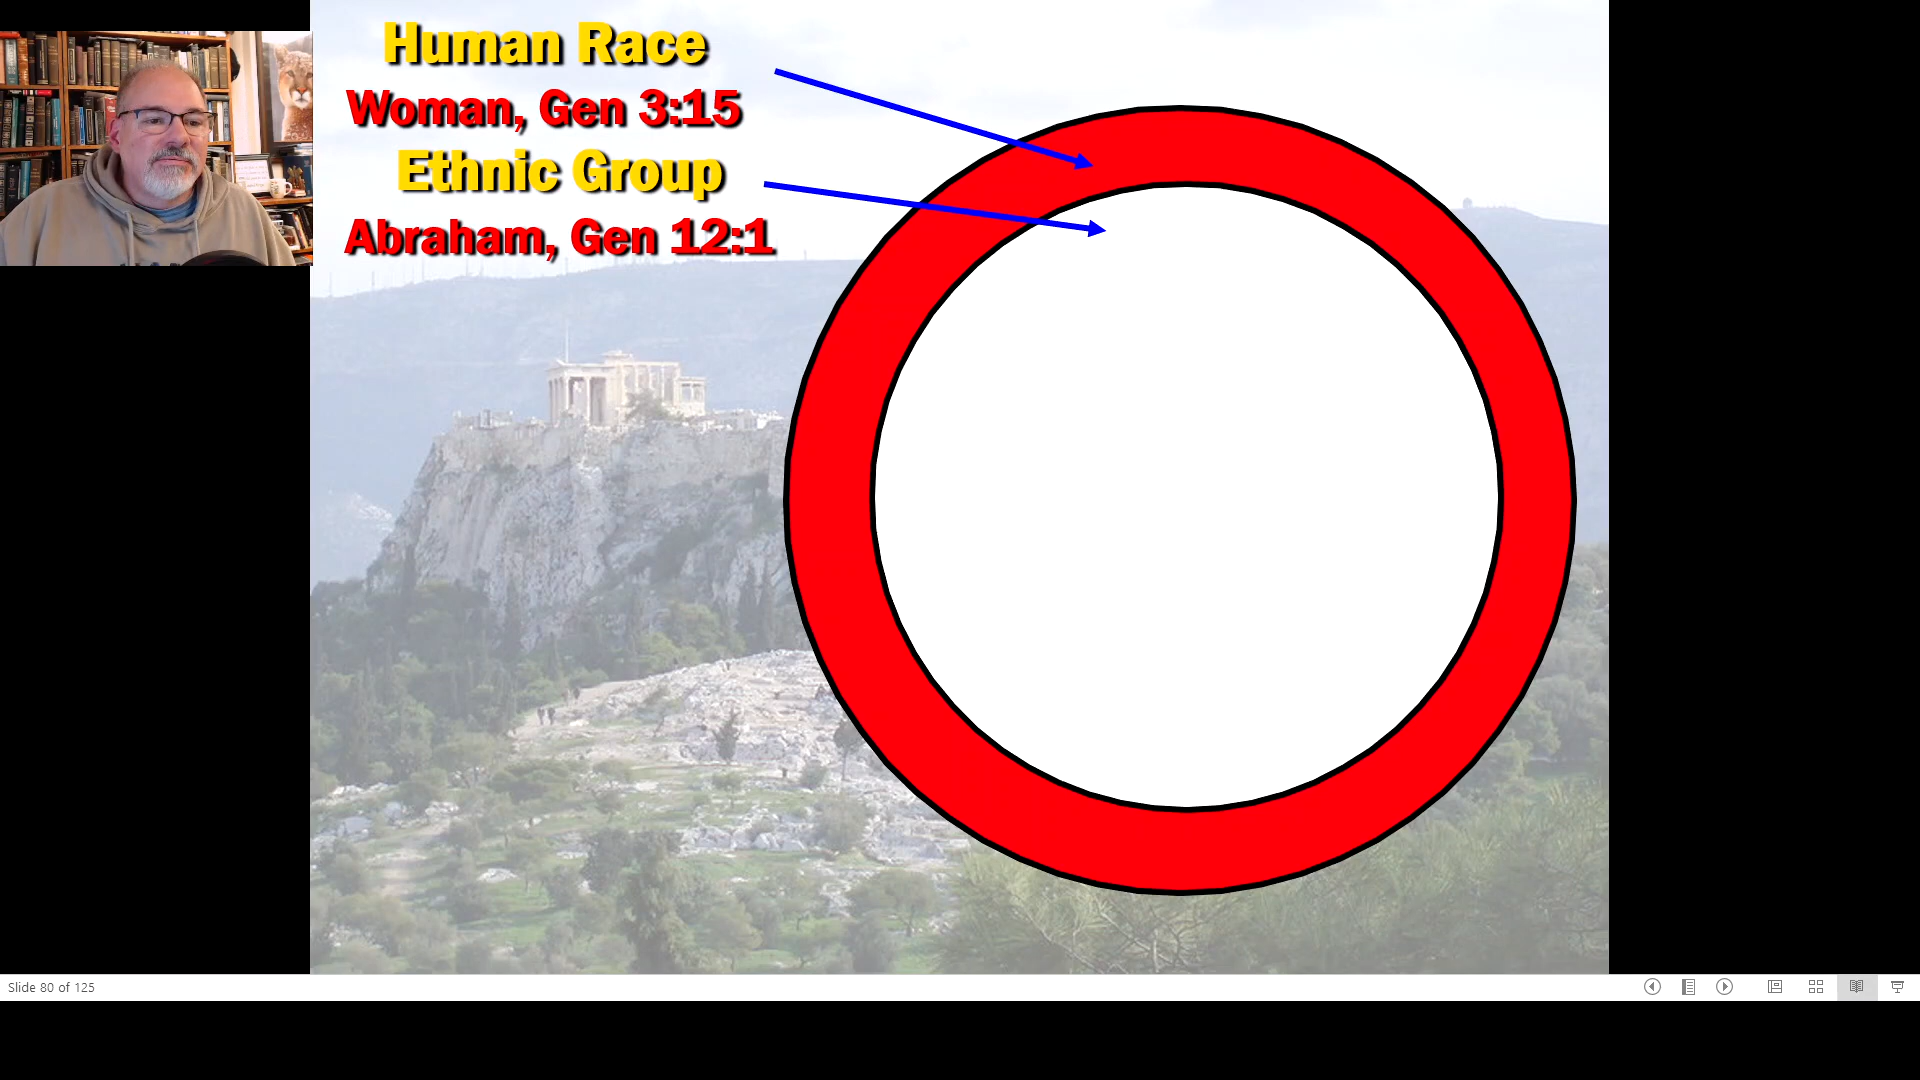 Human Race
Woman, Gen 3:15
Ethnic Group
Abraham, Gen 12:1
Slide 80 of 125